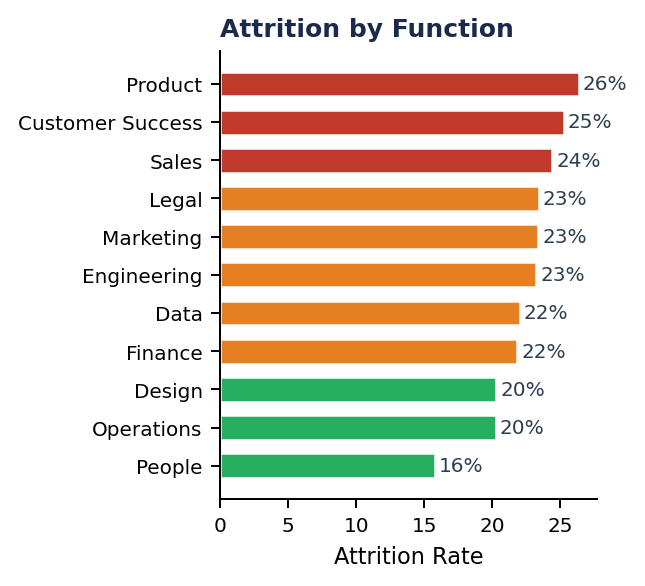 Attrition by Function
Product 26%
Customer Success 25%
Sales 24%
Legal 23%
Marketing 23%
Engineering 23%
Data 22%
Finance 22%
Design 20%
Operations 20%
People 16%
0 5 10 15 20 25
Attrition Rate